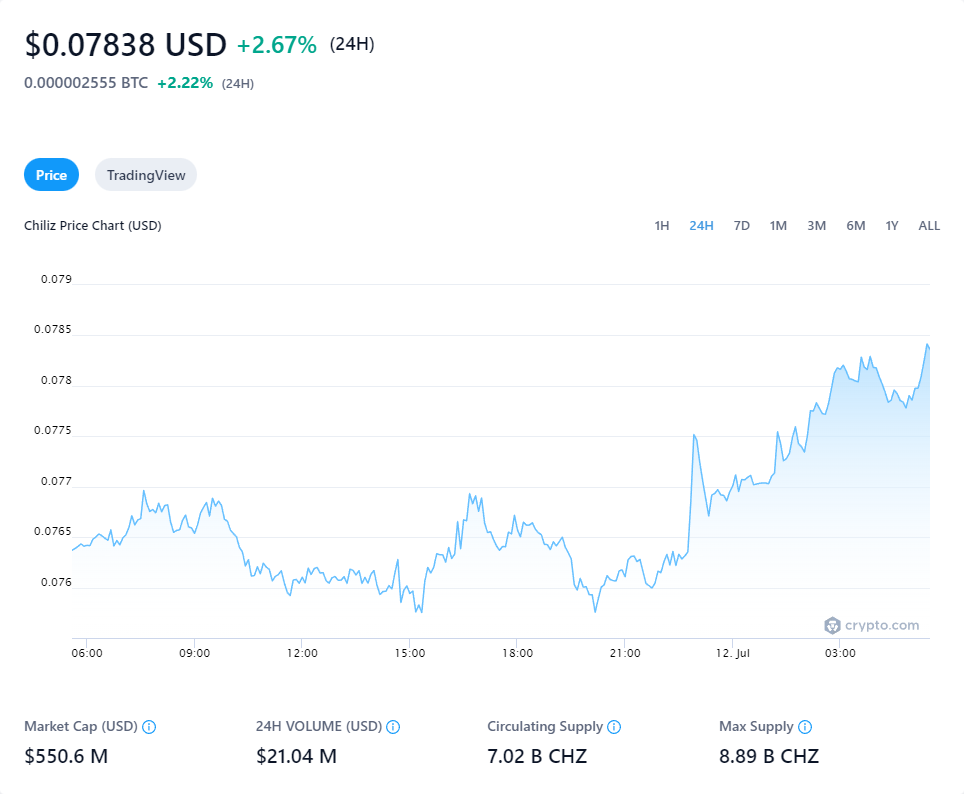 $0.07838 USD +2.67% (24H)
0.000002555 BTC +2.22% (24H)
Price TradingView
Chiliz Price Chart (USD) 1H 24H 7D 1M 3M 6M 1Y ALL
0.079
0.0785
0.078
0.0775
0.077
0.0765
0.076
crypto.com
06:00 09:00 12:00 15:00 18:00 21:00 12. Jul 03:00
Market Cap (USD) 24H VOLUME (USD) Circulating Supply Max Supply
$550.6 M $21.04 M 7.02 B CHZ 8.89 B CHZ